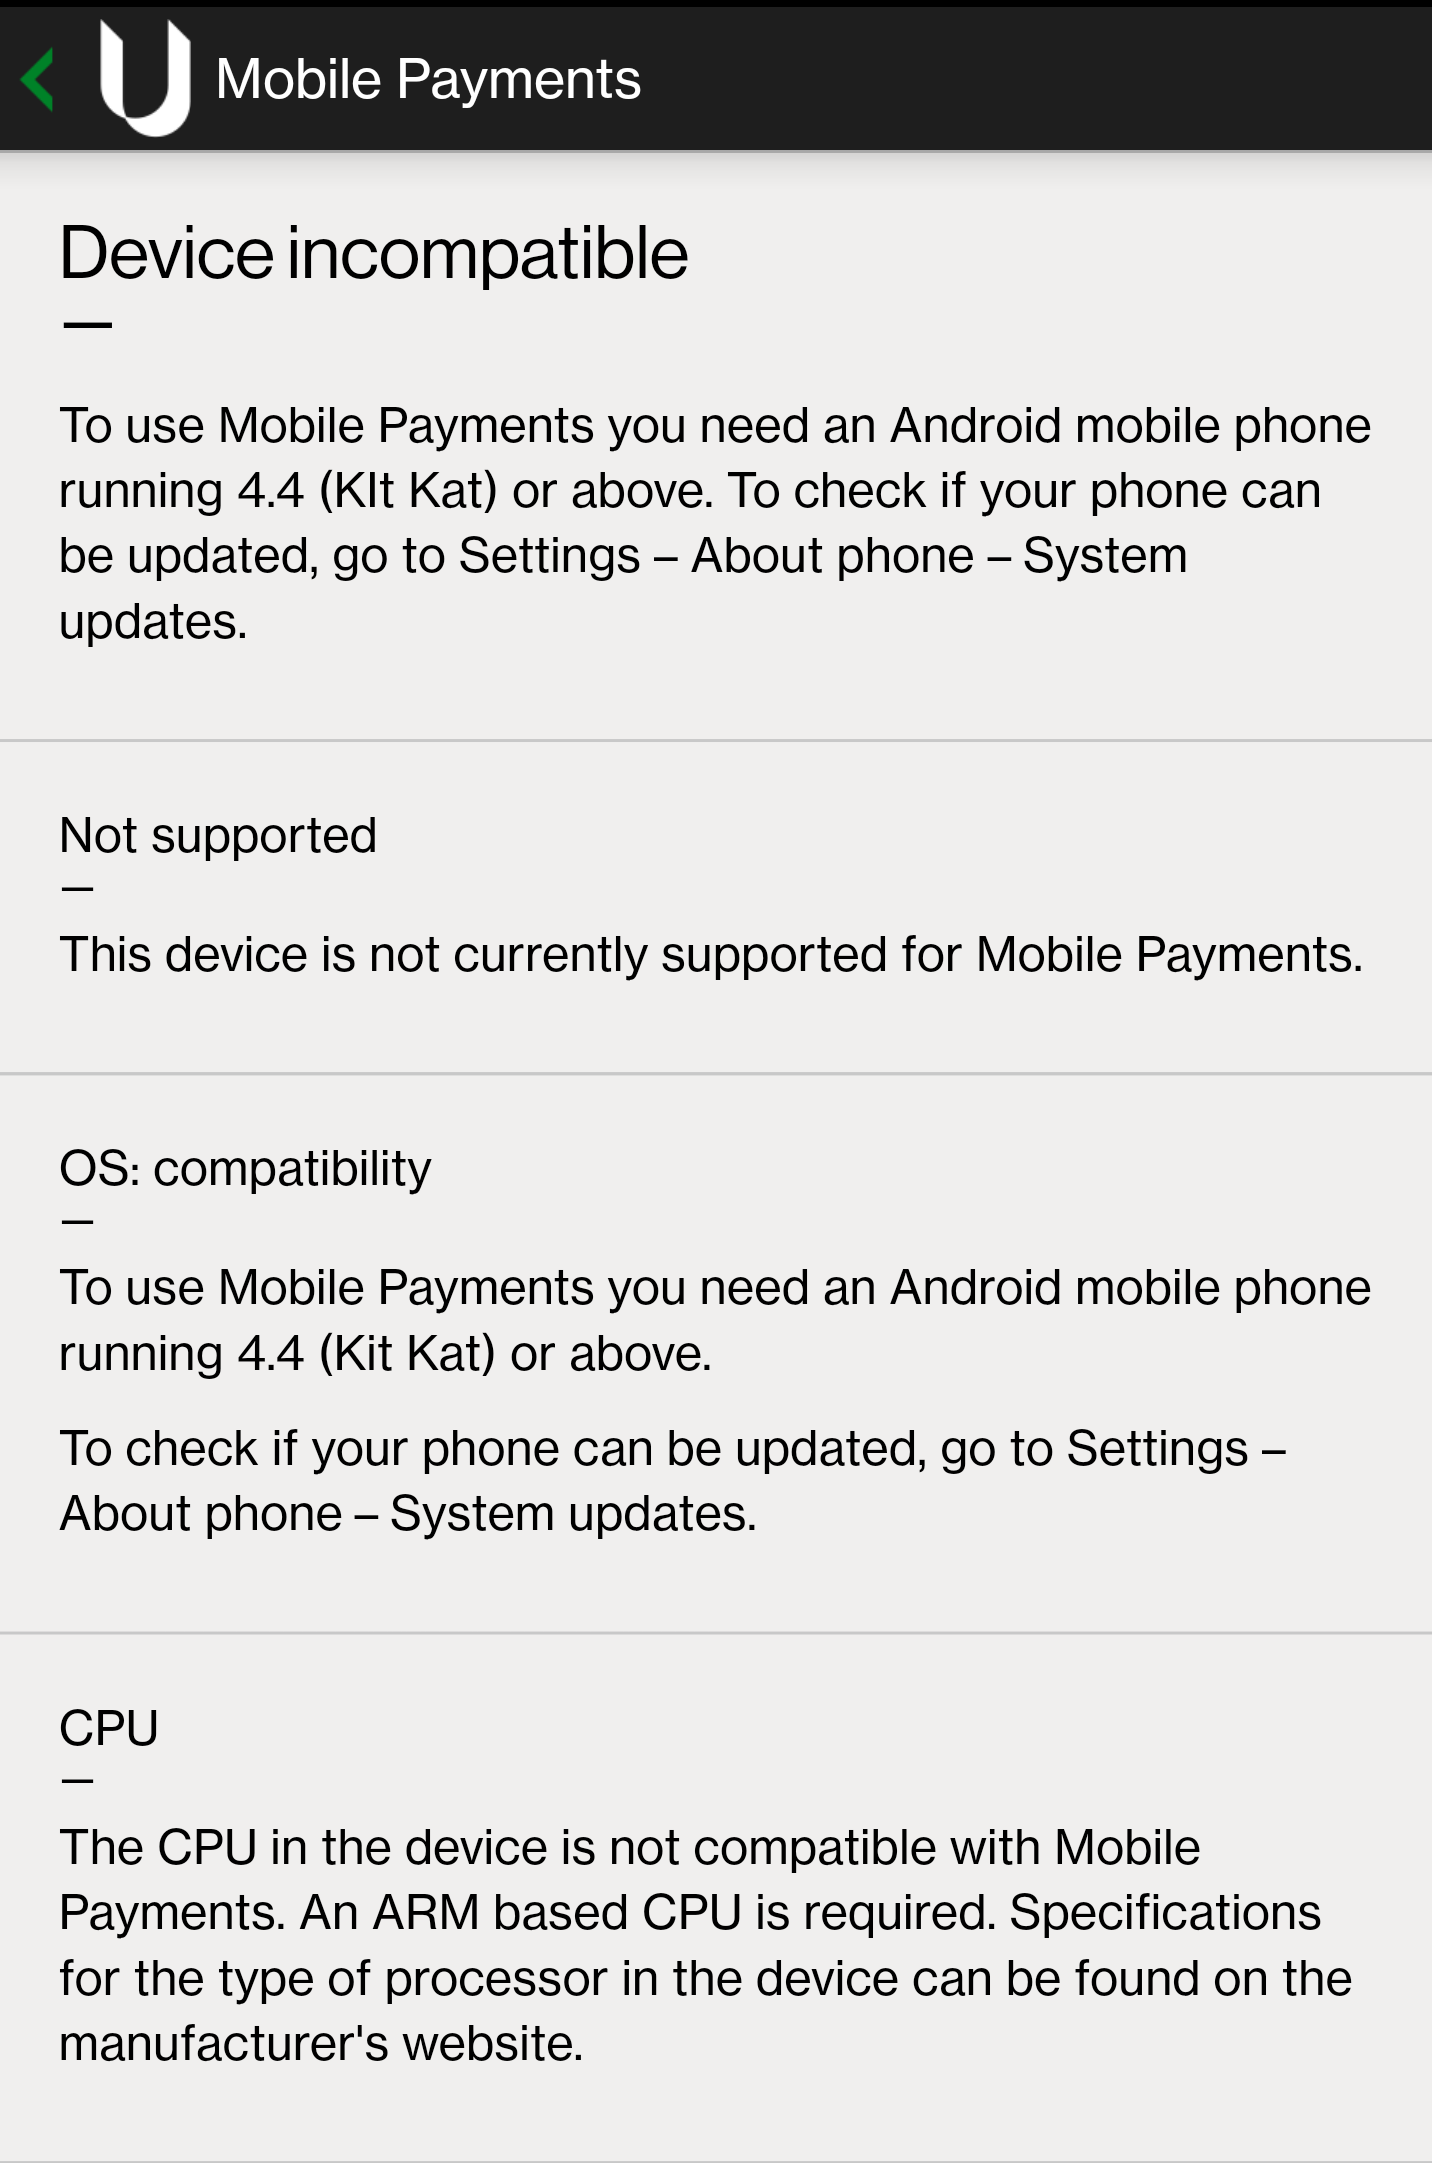 Mobile Payments
Device incompatible
—
To use Mobile Payments you need an Android mobile phone
running 4.4 (KIt Kat) or above. To check if your phone can
be updated, go to Settings – About phone – System
updates.
Not supported
—
This device is not currently supported for Mobile Payments.
OS: compatibility
—
To use Mobile Payments you need an Android mobile phone
running 4.4 (Kit Kat) or above.
To check if your phone can be updated, go to Settings –
About phone – System updates.
CPU
—
The CPU in the device is not compatible with Mobile
Payments. An ARM based CPU is required. Specifications
for the type of processor in the device can be found on the
manufacturer's website.